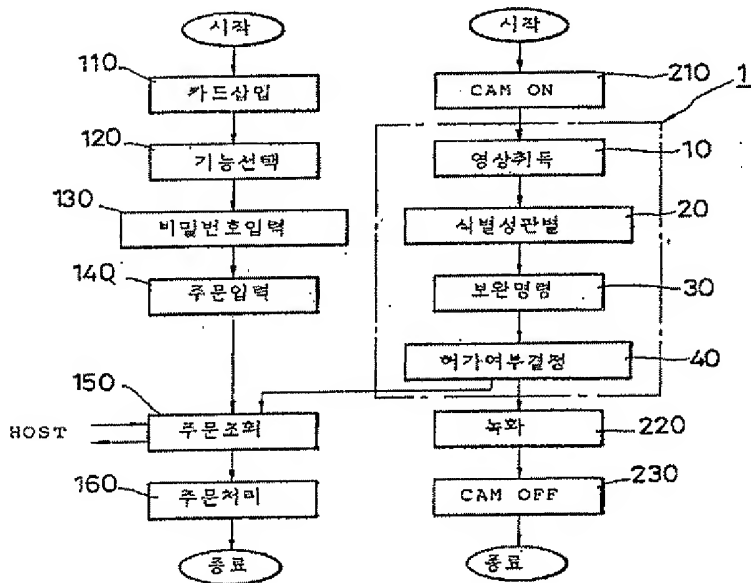 시작
110
카드삽입
120
기능선택
130
비밀번호입력
140
주문입력
150
HOST
주문조회
160
주문처리
종료
시작
210
CAM ON
1
영상취득
10
식별성판별
20
보완명령
30
허가여부결정
40
녹화
220
230
CAM OFF
종료